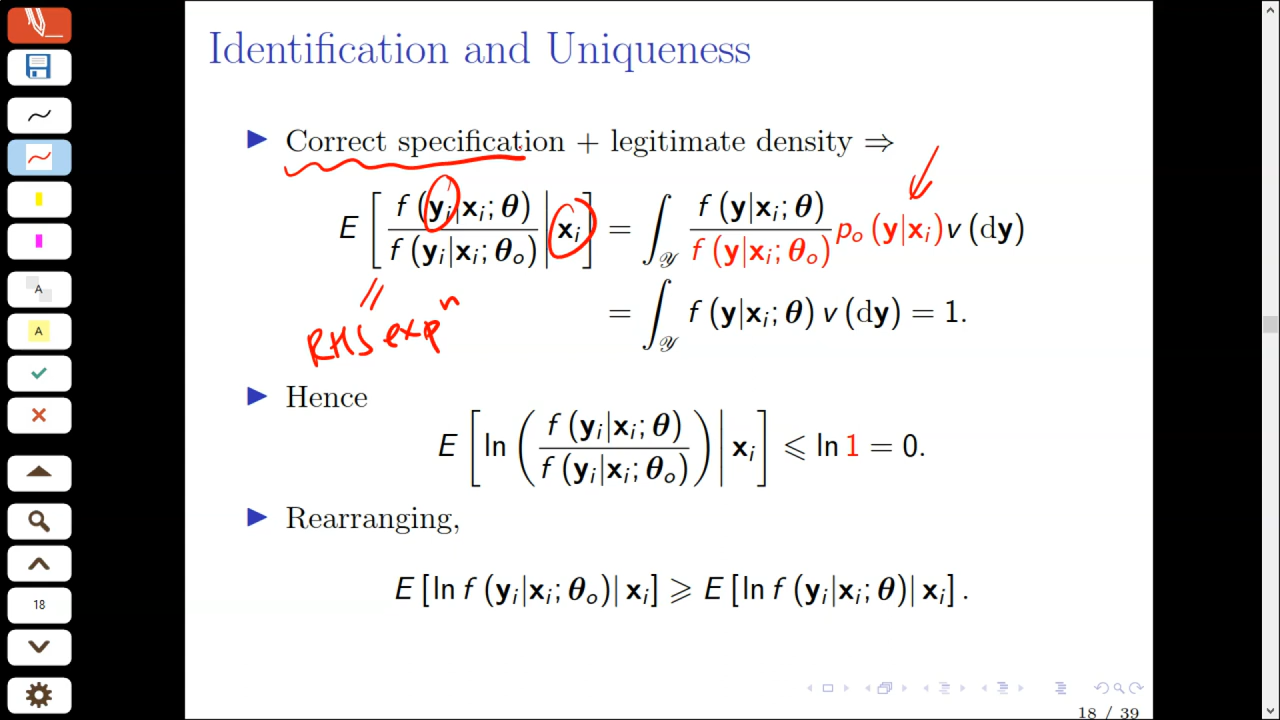 Identification and Uniqueness
▶ Correct specification + legitimate density ⇒
E [ f (yᵢ|xᵢ; θ) / f (yᵢ|xᵢ; θₒ) | xᵢ ] = ∫_𝒴 f (y|xᵢ; θ) / f (y|xᵢ; θₒ) pₒ (y|xᵢ) v (dy)
= ∫_𝒴 f (y|xᵢ; θ) v (dy) = 1.
RHS expⁿ
▶ Hence
E [ ln ( f (yᵢ|xᵢ; θ) / f (yᵢ|xᵢ; θₒ) ) | xᵢ ] ⩽ ln 1 = 0.
▶ Rearranging,
E [ln f (yᵢ|xᵢ; θₒ)| xᵢ] ⩾ E [ln f (yᵢ|xᵢ; θ)| xᵢ] .
18 / 39
A
A
18